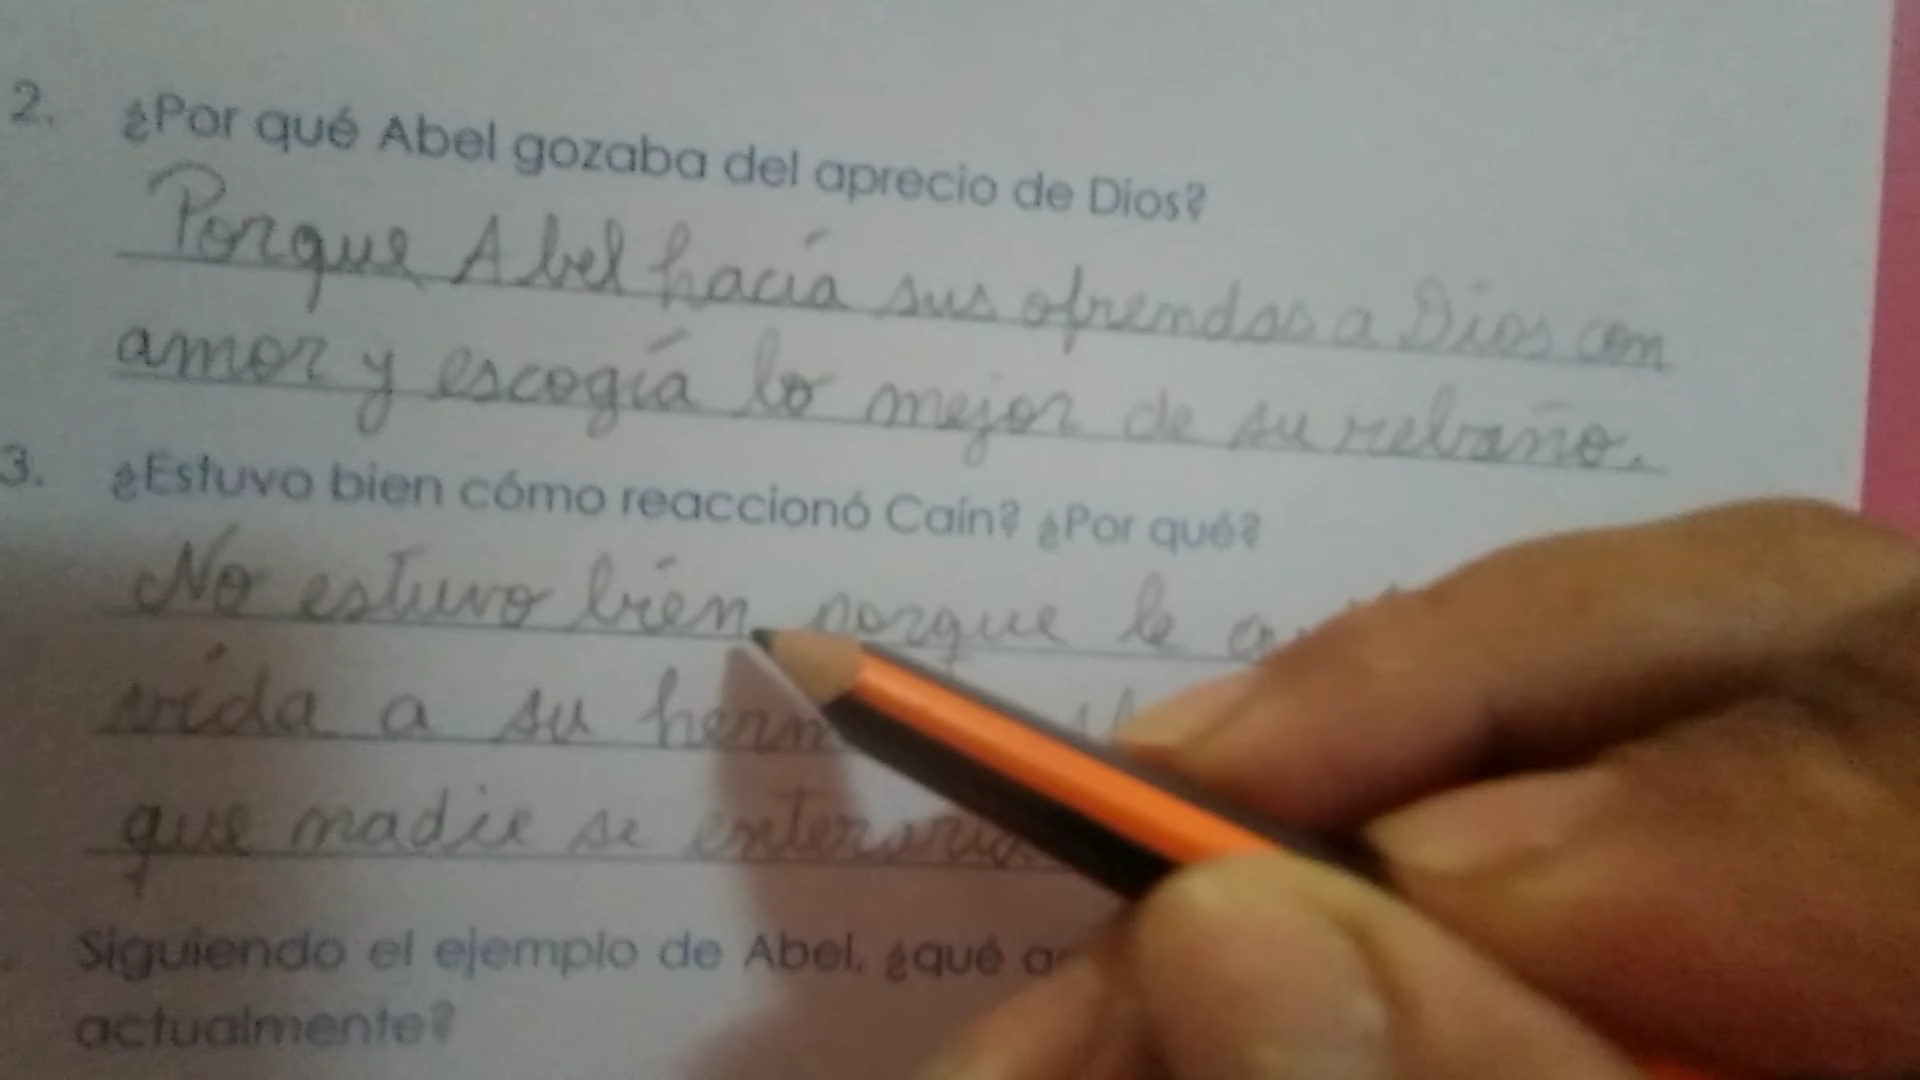 2. ¿Por qué Abel gozaba del aprecio de Dios?
Porque Abel hacía sus ofrendas a Dios con
amor y escogía lo mejor de su rebaño.
3. ¿Estuvo bien cómo reaccionó Caín? ¿Por qué?
No estuvo bien porque le
vida a su
que nadie se enteraría
Siguiendo el ejemplo de Abel, ¿qué
actualmente?